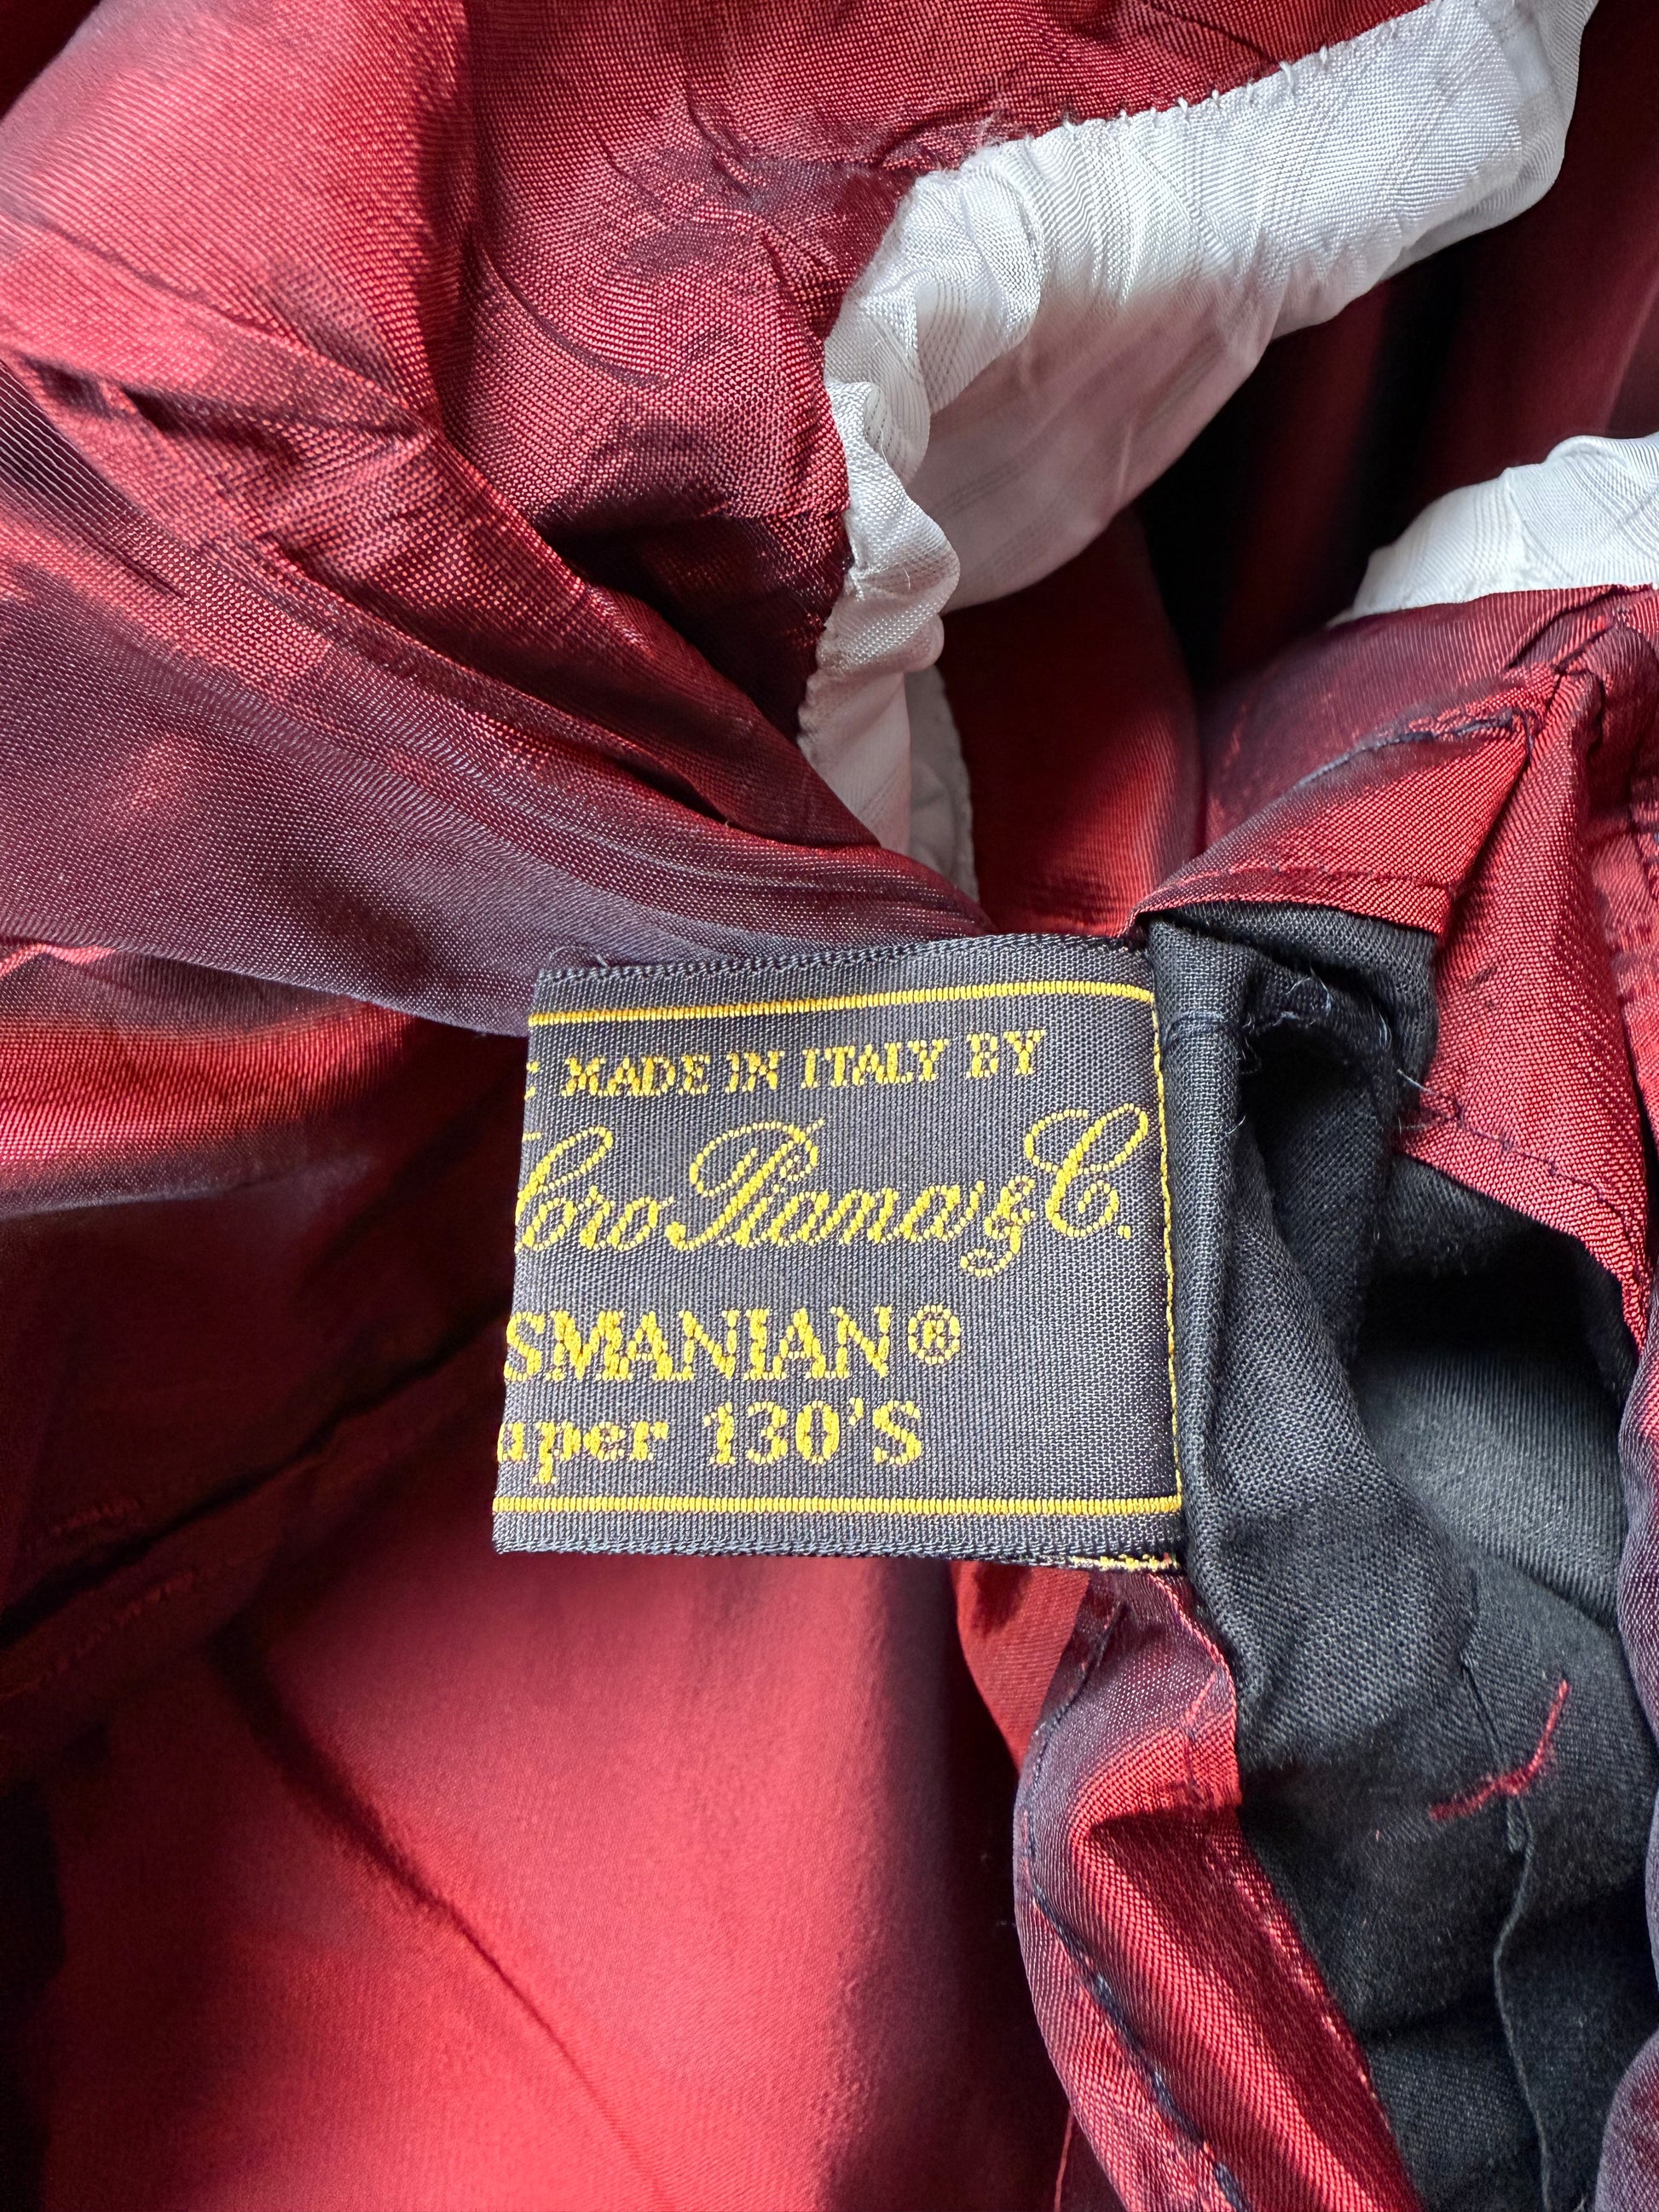 MADE IN ITALY BY
oro Piana & C.
SMANIAN®
uper 130'S